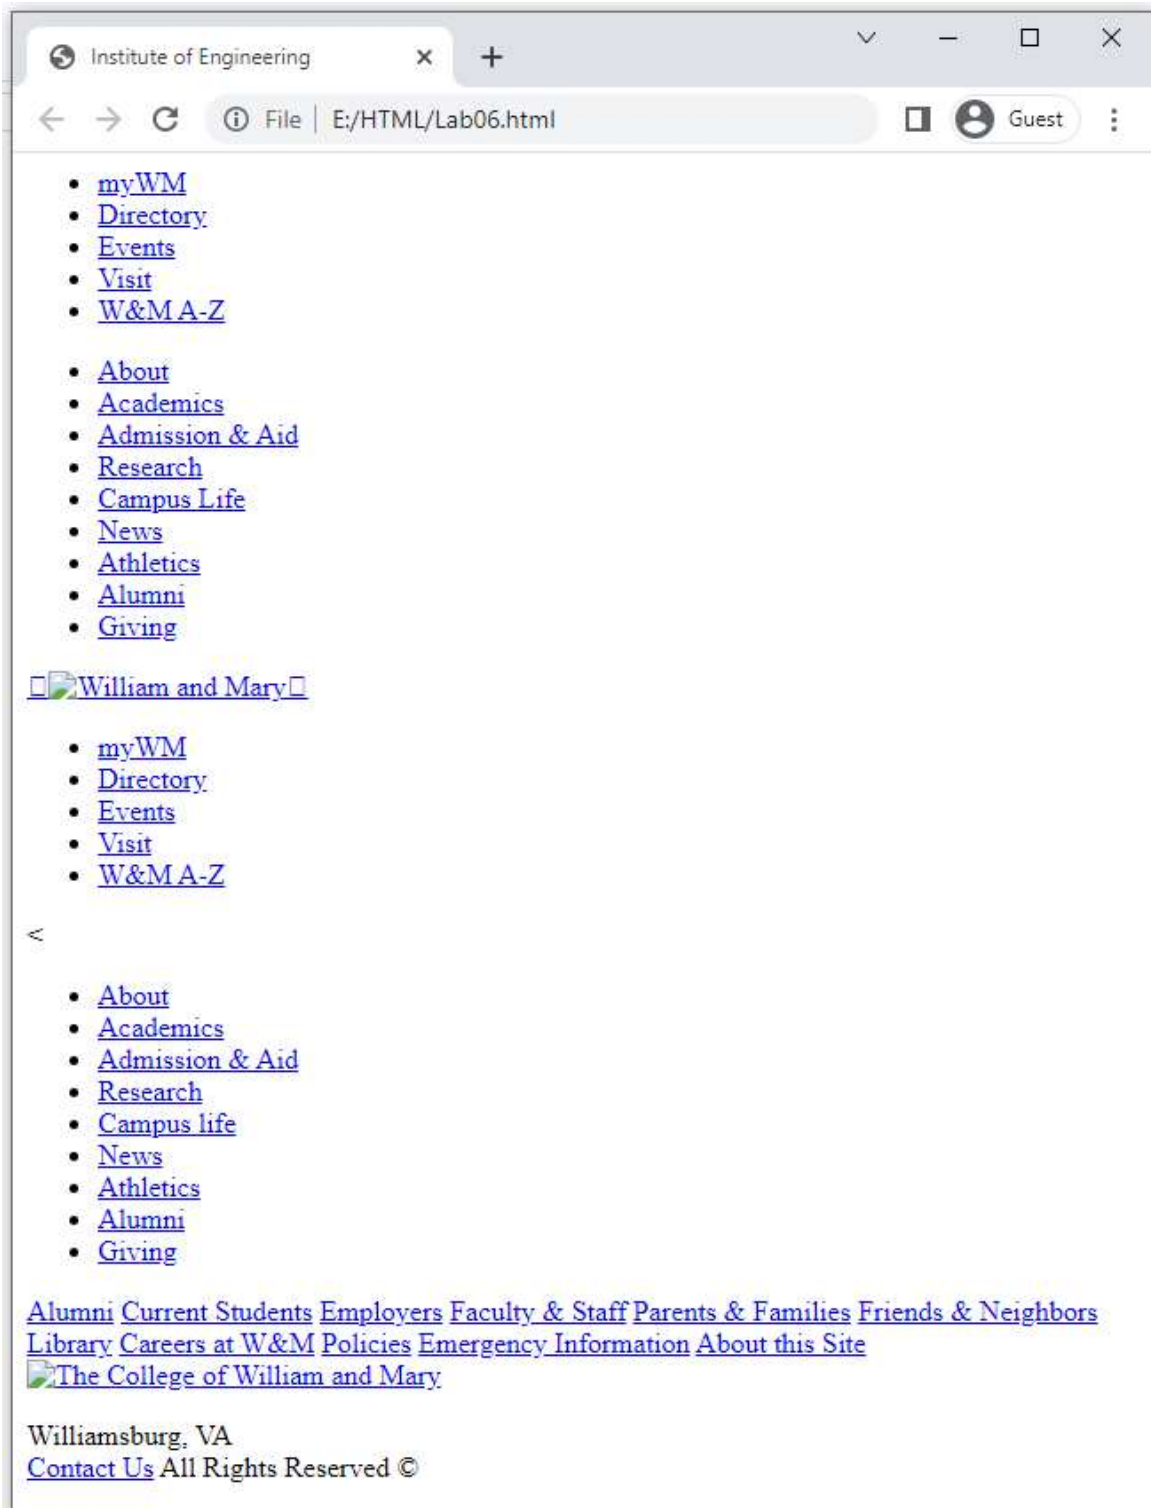 Institute of Engineering
File | E:/HTML/Lab06.html
Guest
myWM
Directory
Events
Visit
W&M A-Z
About
Academics
Admission & Aid
Research
Campus Life
News
Athletics
Alumni
Giving
William and Mary
myWM
Directory
Events
Visit
W&M A-Z
<
About
Academics
Admission & Aid
Research
Campus life
News
Athletics
Alumni
Giving
Alumni Current Students Employers Faculty & Staff Parents & Families Friends & Neighbors
Library Careers at W&M Policies Emergency Information About this Site
The College of William and Mary
Williamsburg, VA
Contact Us All Rights Reserved ©